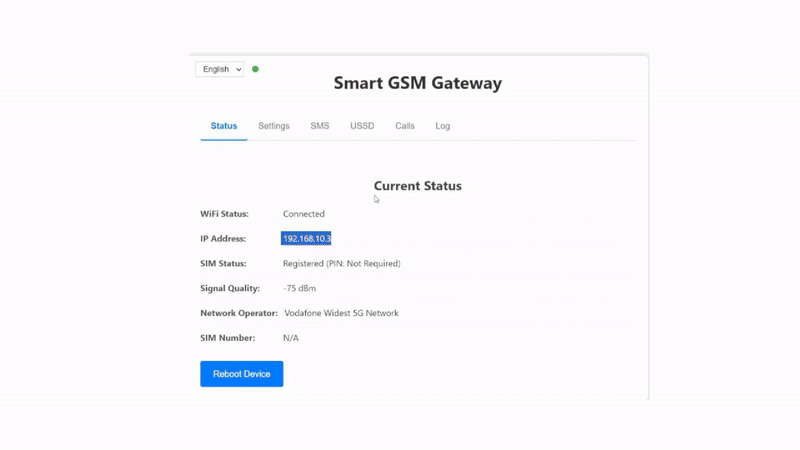 English
Smart GSM Gateway
Status Settings SMS USSD Calls Log
Current Status
WiFi Status: Connected
IP Address: 192.168.10.3
SIM Status: Registered (PIN: Not Required)
Signal Quality: -75 dBm
Network Operator: Vodafone Widest 5G Network
SIM Number: N/A
Reboot Device